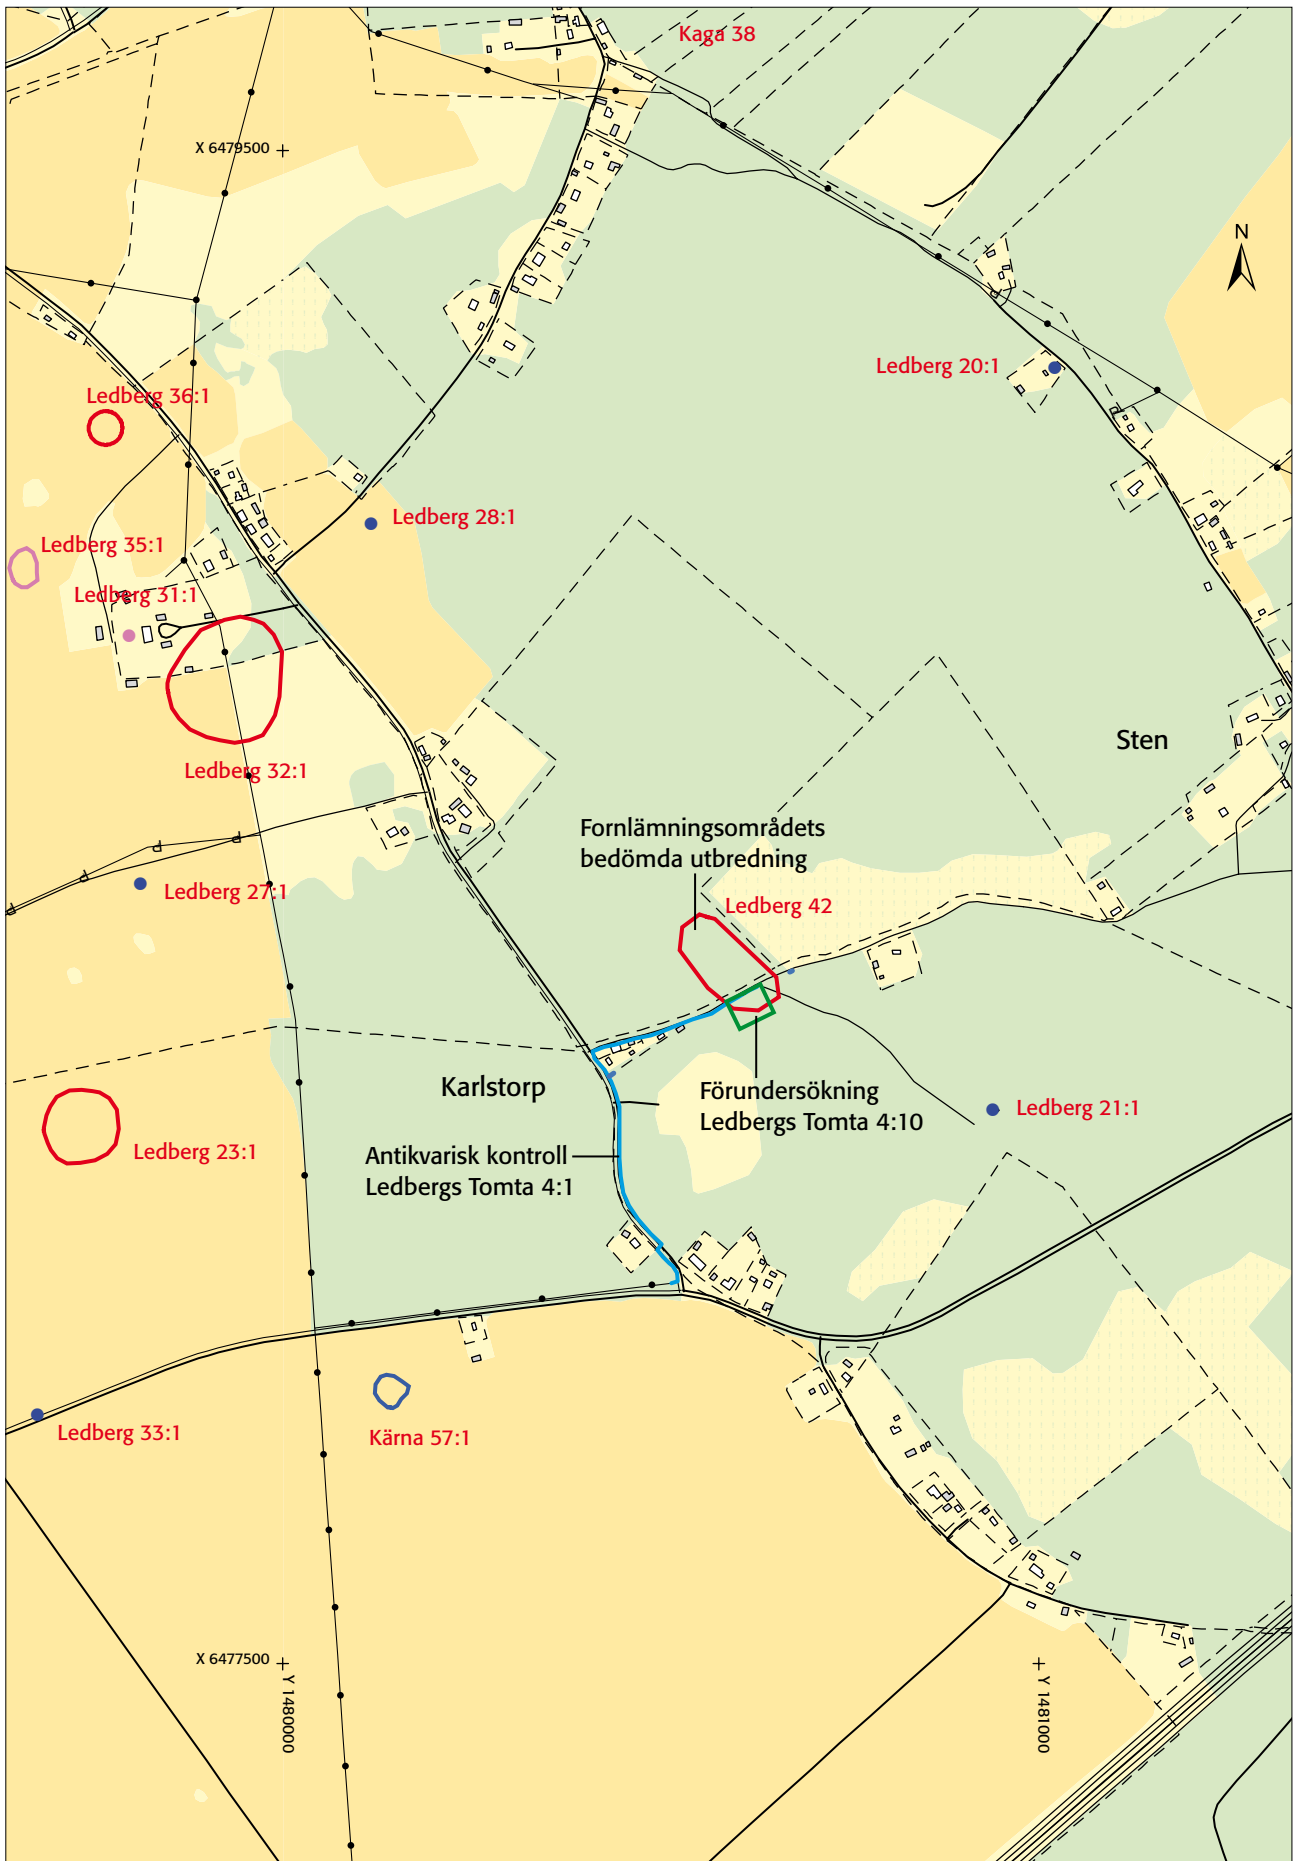 Kaga 38
X 6479500
N
Ledberg 20:1
Ledberg 36:1
Ledberg 28:1
Ledberg 35:1
Ledberg 31:1
Sten
Ledberg 32:1
Fornlämningsområdets
bedömda utbredning
Ledberg 27:1
Ledberg 42
Karlstorp
Förundersökning
Ledbergs Tomta 4:10
Ledberg 21:1
Ledberg 23:1
Antikvarisk kontroll
Ledbergs Tomta 4:1
Ledberg 33:1
Kärna 57:1
X 6477500
Y 1480000
Y 1481000